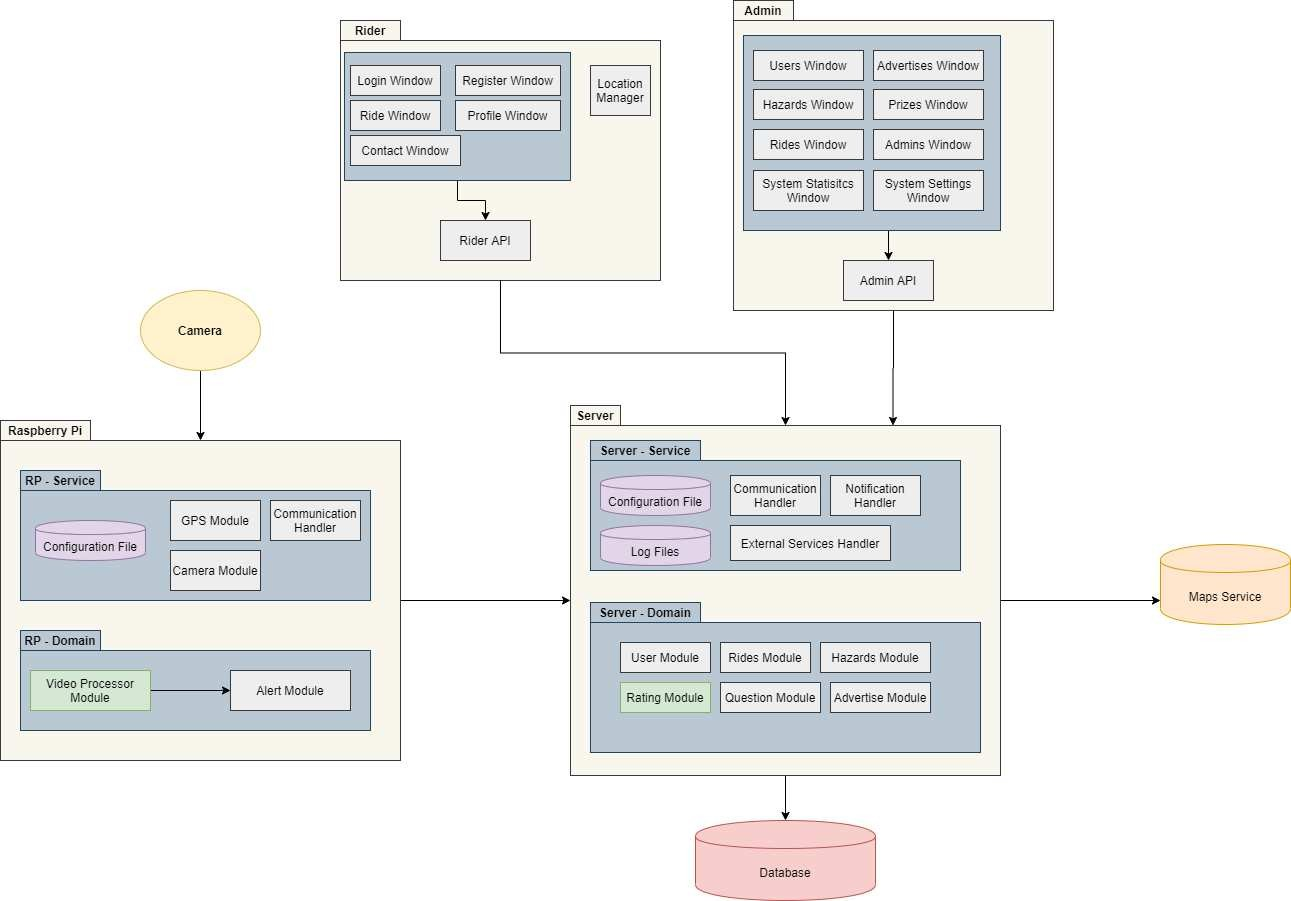 Rider
Login Window
Register Window
Ride Window
Profile Window
Contact Window
Location
Manager
Rider API
Admin
Users Window
Advertises Window
Hazards Window
Prizes Window
Rides Window
Admins Window
System Statisitcs
Window
System Settings
Window
Admin API
Camera
Raspberry Pi
RP - Service
Configuration File
GPS Module
Communication
Handler
Camera Module
RP - Domain
Video Processor
Module
Alert Module
Server
Server - Service
Configuration File
Communication
Handler
Notification
Handler
Log Files
External Services Handler
Server - Domain
User Module
Rides Module
Hazards Module
Rating Module
Question Module
Advertise Module
Maps Service
Database